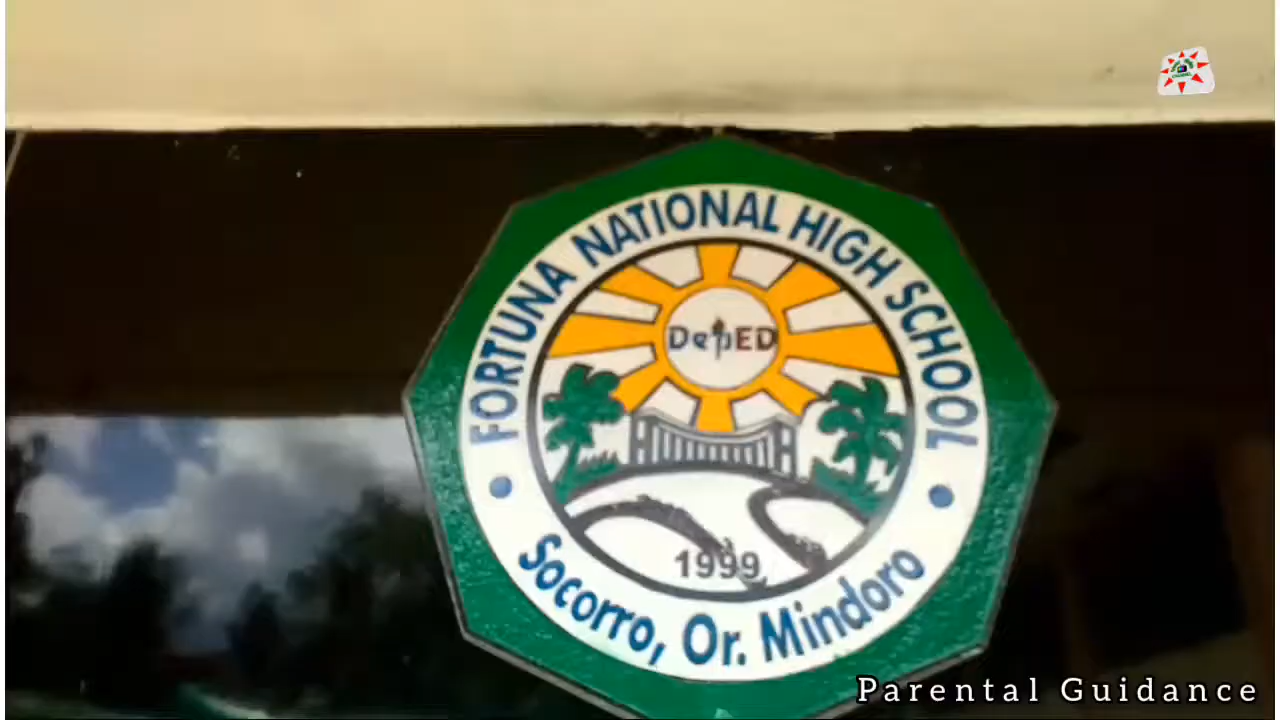 FORTUNA NATIONAL HIGH SCHOOL
DepED
1999
Socorro, Or. Mindoro
Parental Guidance